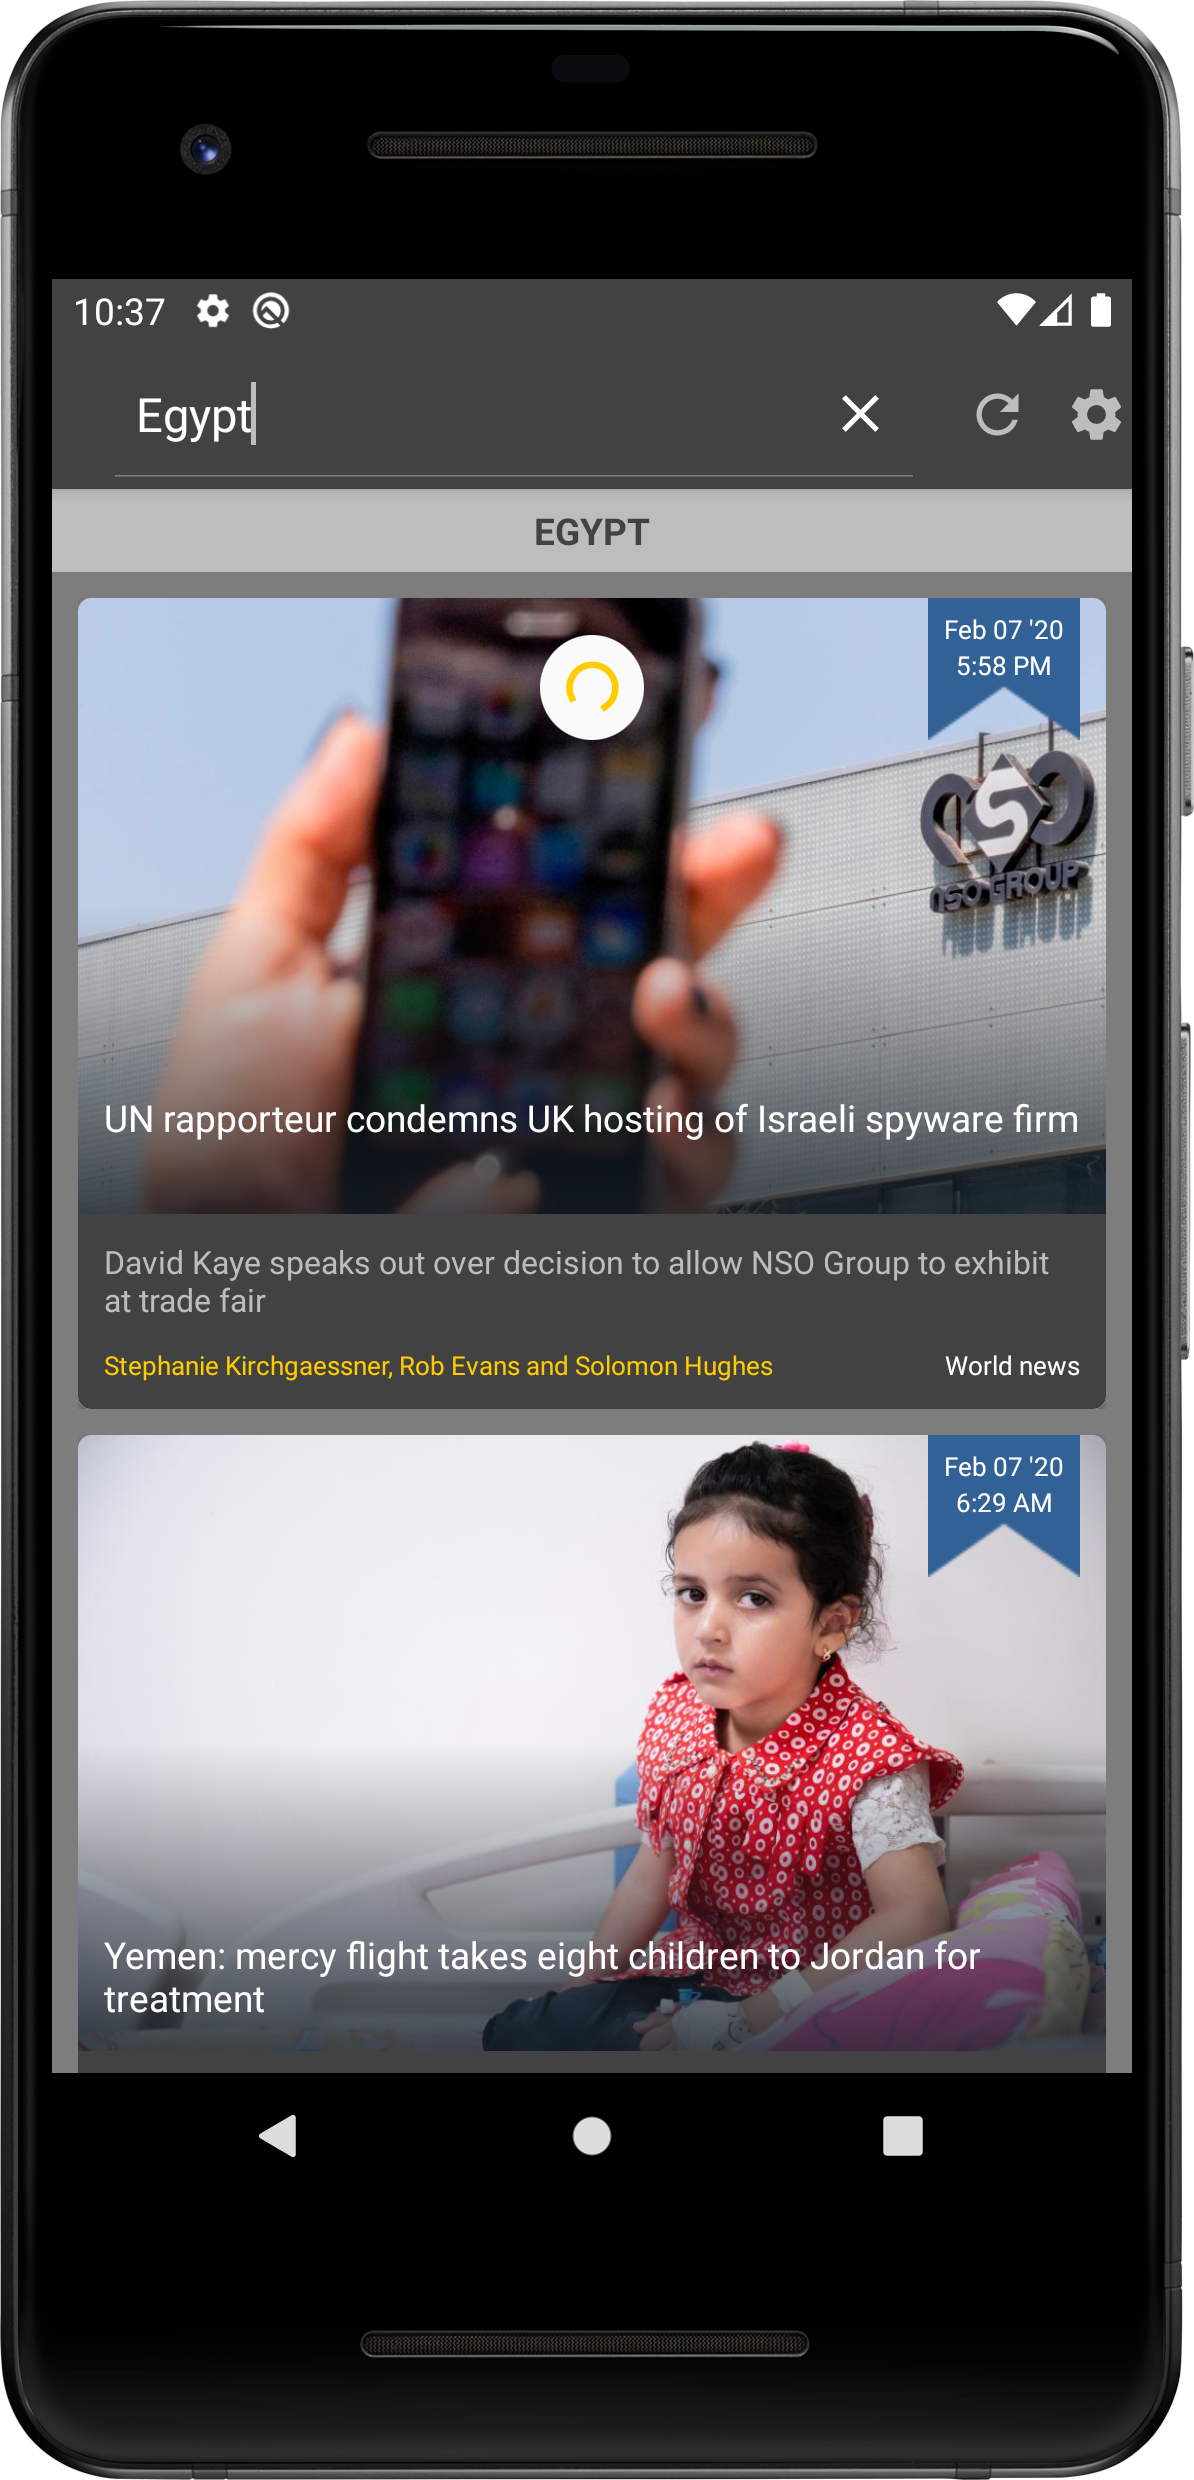 10:37
Egypt
EGYPT
Feb 07 '20
5:58 PM
NSO GROUP
UN rapporteur condemns UK hosting of Israeli spyware firm
David Kaye speaks out over decision to allow NSO Group to exhibit
at trade fair
Stephanie Kirchgaessner, Rob Evans and Solomon Hughes
World news
Feb 07 '20
6:29 AM
Yemen: mercy flight takes eight children to Jordan for
treatment